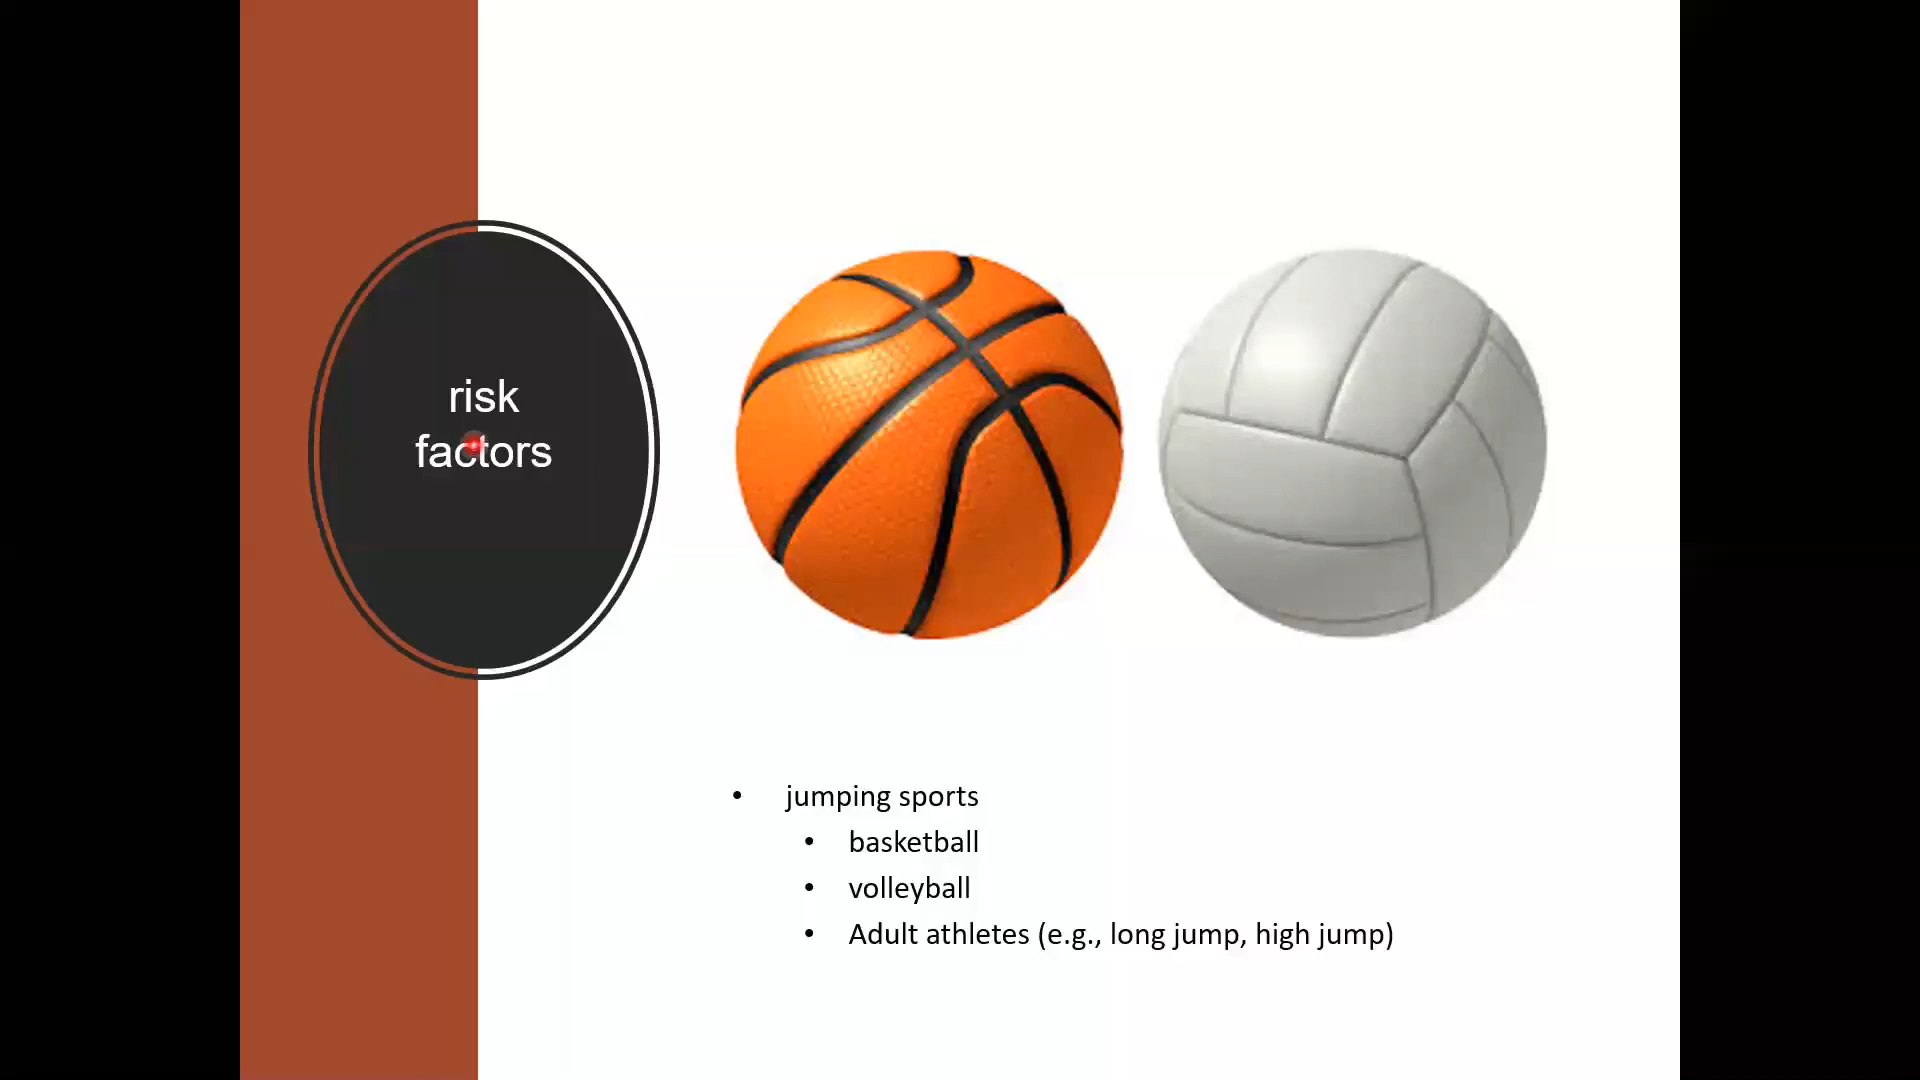 risk
factors
• jumping sports
• basketball
• volleyball
• Adult athletes (e.g., long jump, high jump)